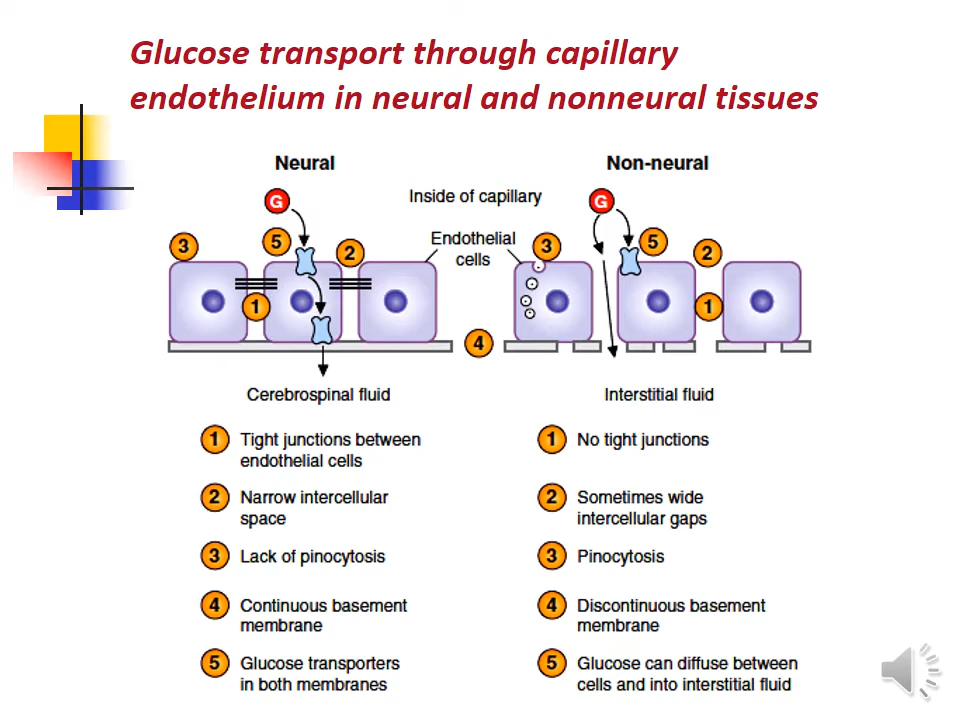 Glucose transport through capillary
endothelium in neural and nonneural tissues
Neural
Non-neural
G
Inside of capillary
G
3
5
2
Endothelial
cells
3
5
2
1
1
4
Cerebrospinal fluid
Interstitial fluid
1 Tight junctions between
endothelial cells
2 Narrow intercellular
space
3 Lack of pinocytosis
4 Continuous basement
membrane
5 Glucose transporters
in both membranes
1 No tight junctions
2 Sometimes wide
intercellular gaps
3 Pinocytosis
4 Discontinuous basement
membrane
5 Glucose can diffuse between
cells and into interstitial fluid